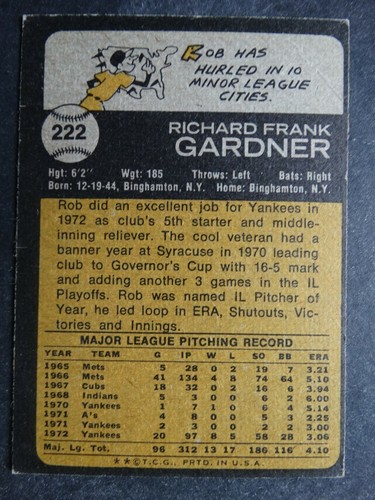 ROB HAS
HURLED IN 10
MINOR LEAGUE
CITIES.
222
RICHARD FRANK
GARDNER
Hgt: 6'2" Wgt: 185 Throws: Left Bats: Right
Born: 12-19-44, Binghamton, N.Y. Home: Binghamton, N.Y.
Rob did an excellent job for Yankees in
1972 as club's 5th starter and middle-
inning reliever. The cool veteran had a
banner year at Syracuse in 1970 leading
club to Governor's Cup with 16-5 mark
and adding another 3 games in the IL
Playoffs. Rob was named IL Pitcher of
Year, he led loop in ERA, Shutouts, Vic-
tories and Innings.
MAJOR LEAGUE PITCHING RECORD
YEAR TEAM G IP W L SO BB ERA
1965 Mets 5 28 0 2 19 7 3.21
1966 Mets 41 134 4 8 74 64 5.10
1967 Cubs 18 32 0 2 16 6 3.94
1968 Indians 5 3 0 0 6 2 6.00
1970 Yankees 1 7 1 0 6 4 5.14
1971 A's 4 8 0 0 5 3 2.25
1971 Yankees 2 3 0 0 2 2 3.00
1972 Yankees 20 97 8 5 58 28 3.06
Maj. Lg. Tot. 96 312 13 17 186 116 4.10
**©T.C.G., PRTD. IN U.S.A.